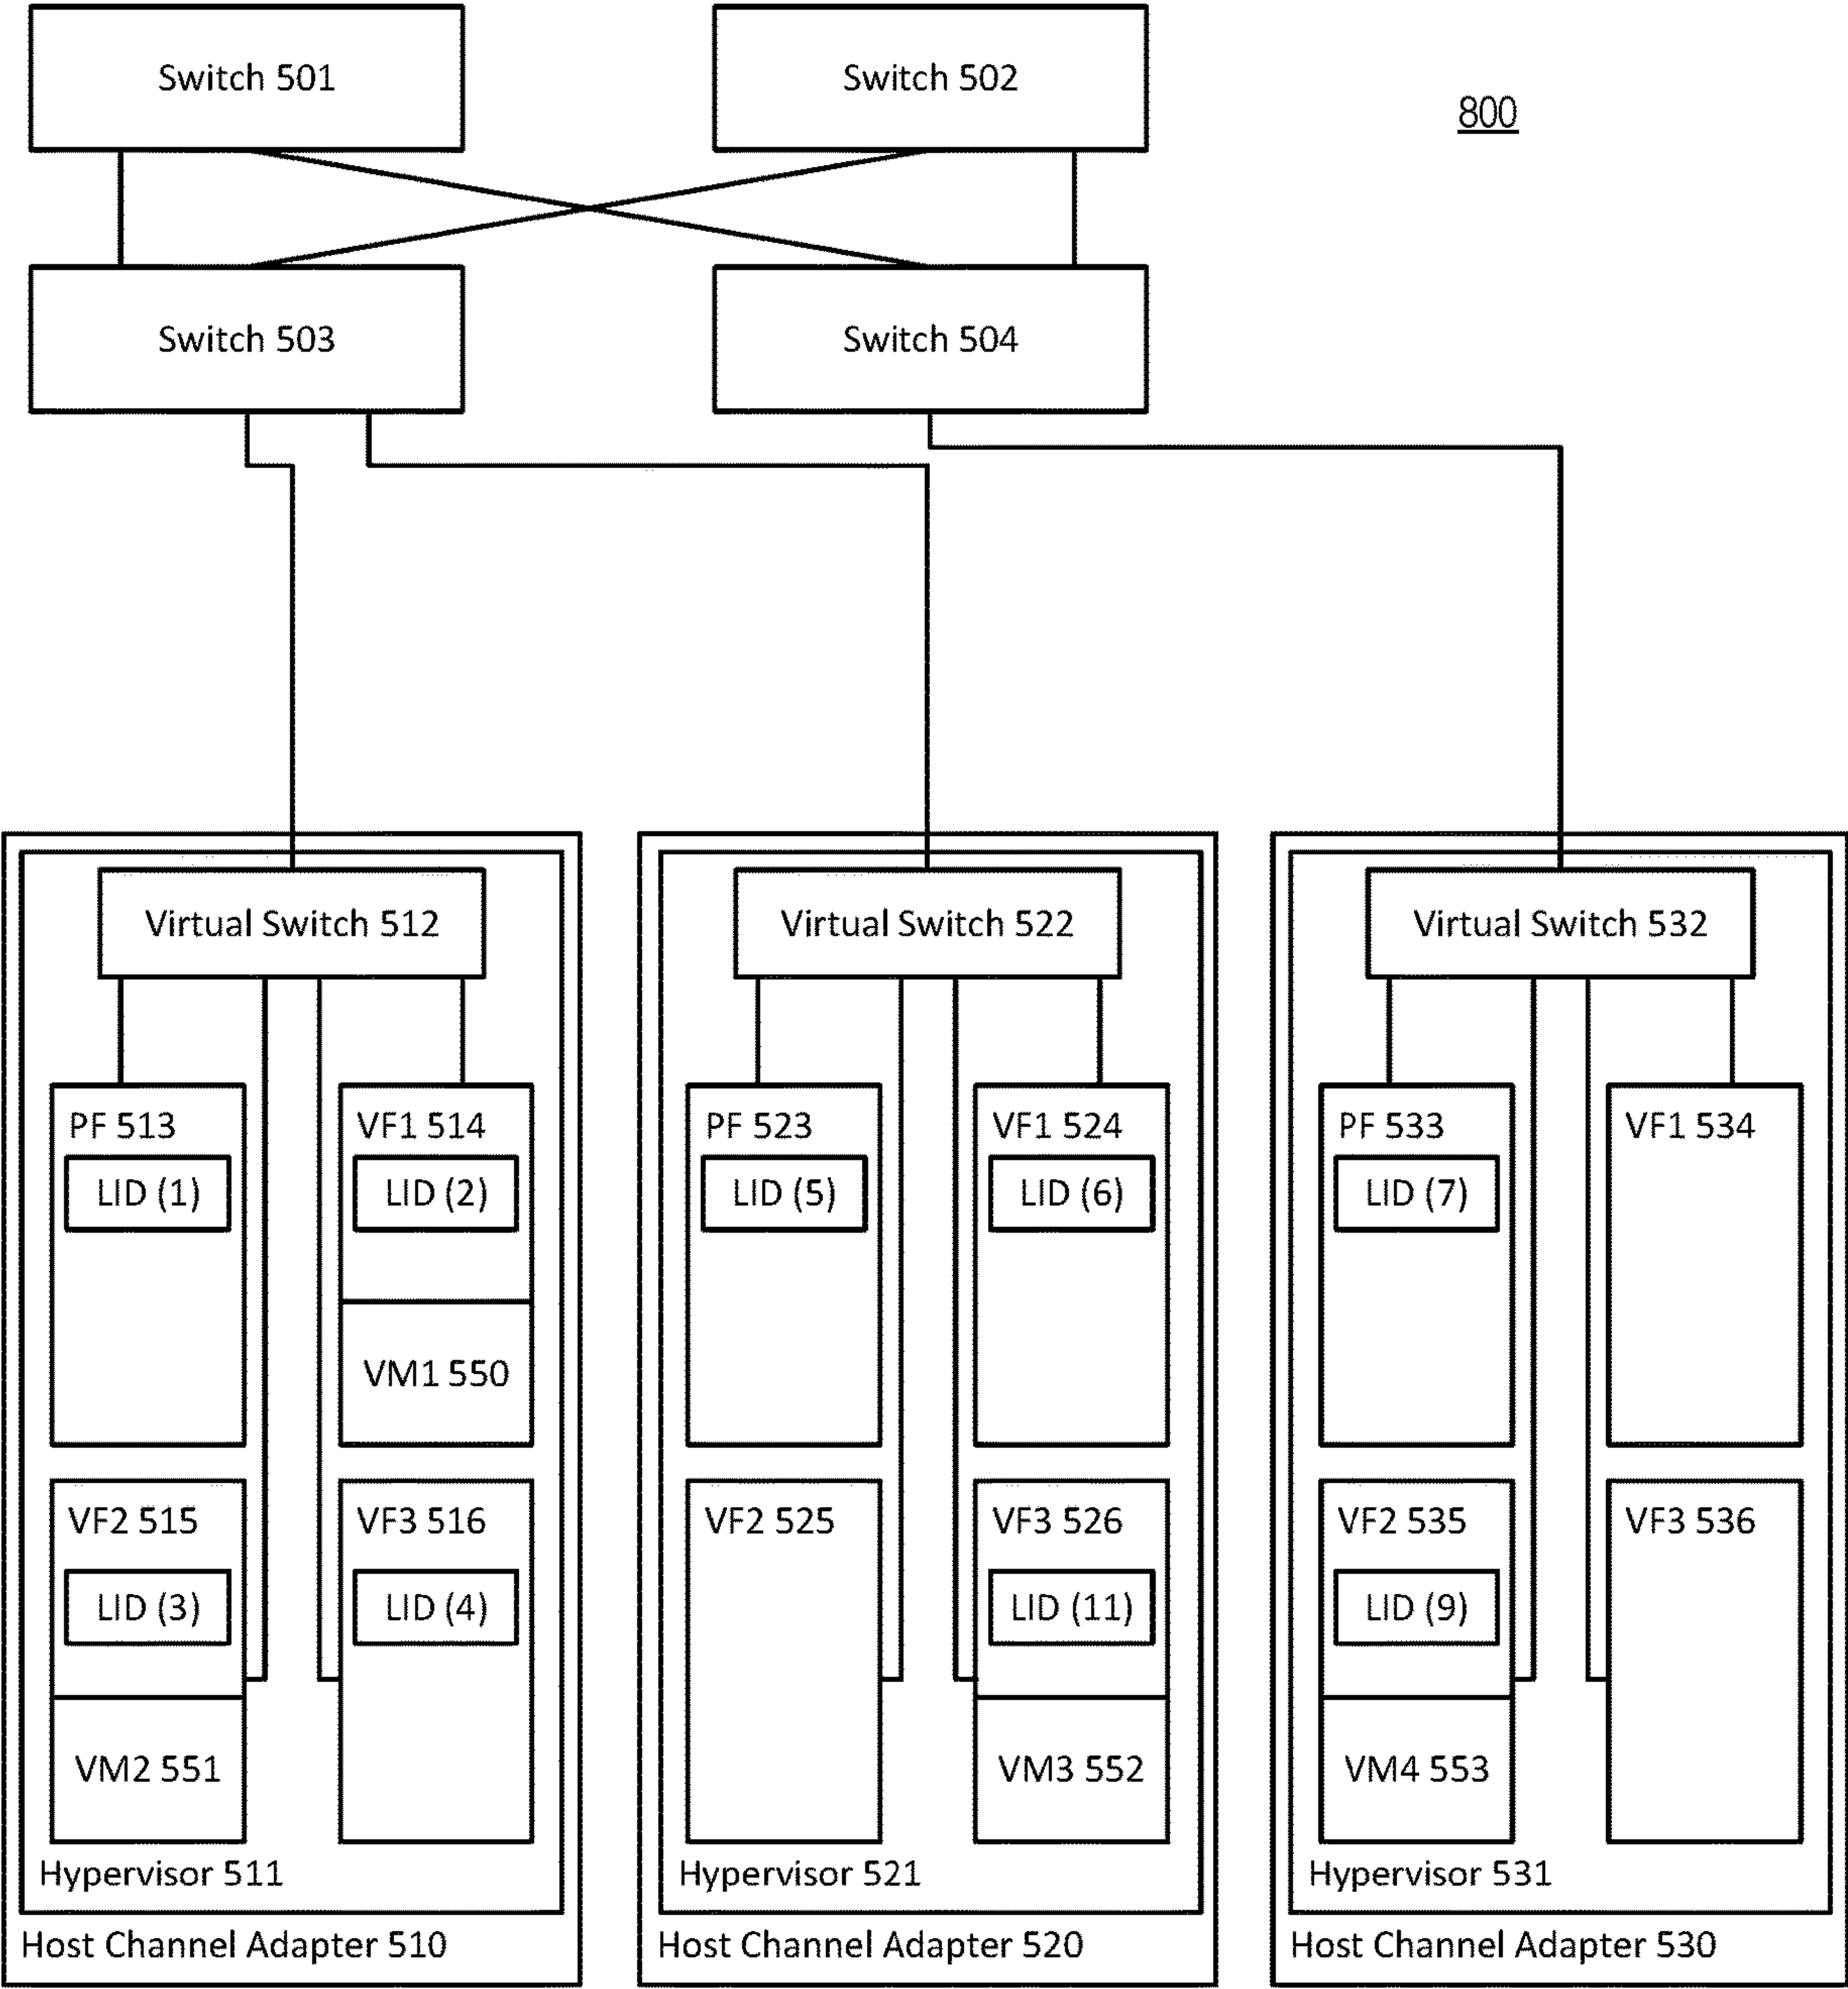 Switch 501
Switch 502
800
Switch 503
Switch 504
Virtual Switch 512
Virtual Switch 522
Virtual Switch 532
PF 513
LID (1)
VF1 514
LID (2)
VM1 550
VF2 515
LID (3)
VM2 551
VF3 516
LID (4)
Hypervisor 511
Host Channel Adapter 510
PF 523
LID (5)
VF1 524
LID (6)
VF2 525
VF3 526
LID (11)
VM3 552
Hypervisor 521
Host Channel Adapter 520
PF 533
LID (7)
VF1 534
VF2 535
LID (9)
VM4 553
VF3 536
Hypervisor 531
Host Channel Adapter 530